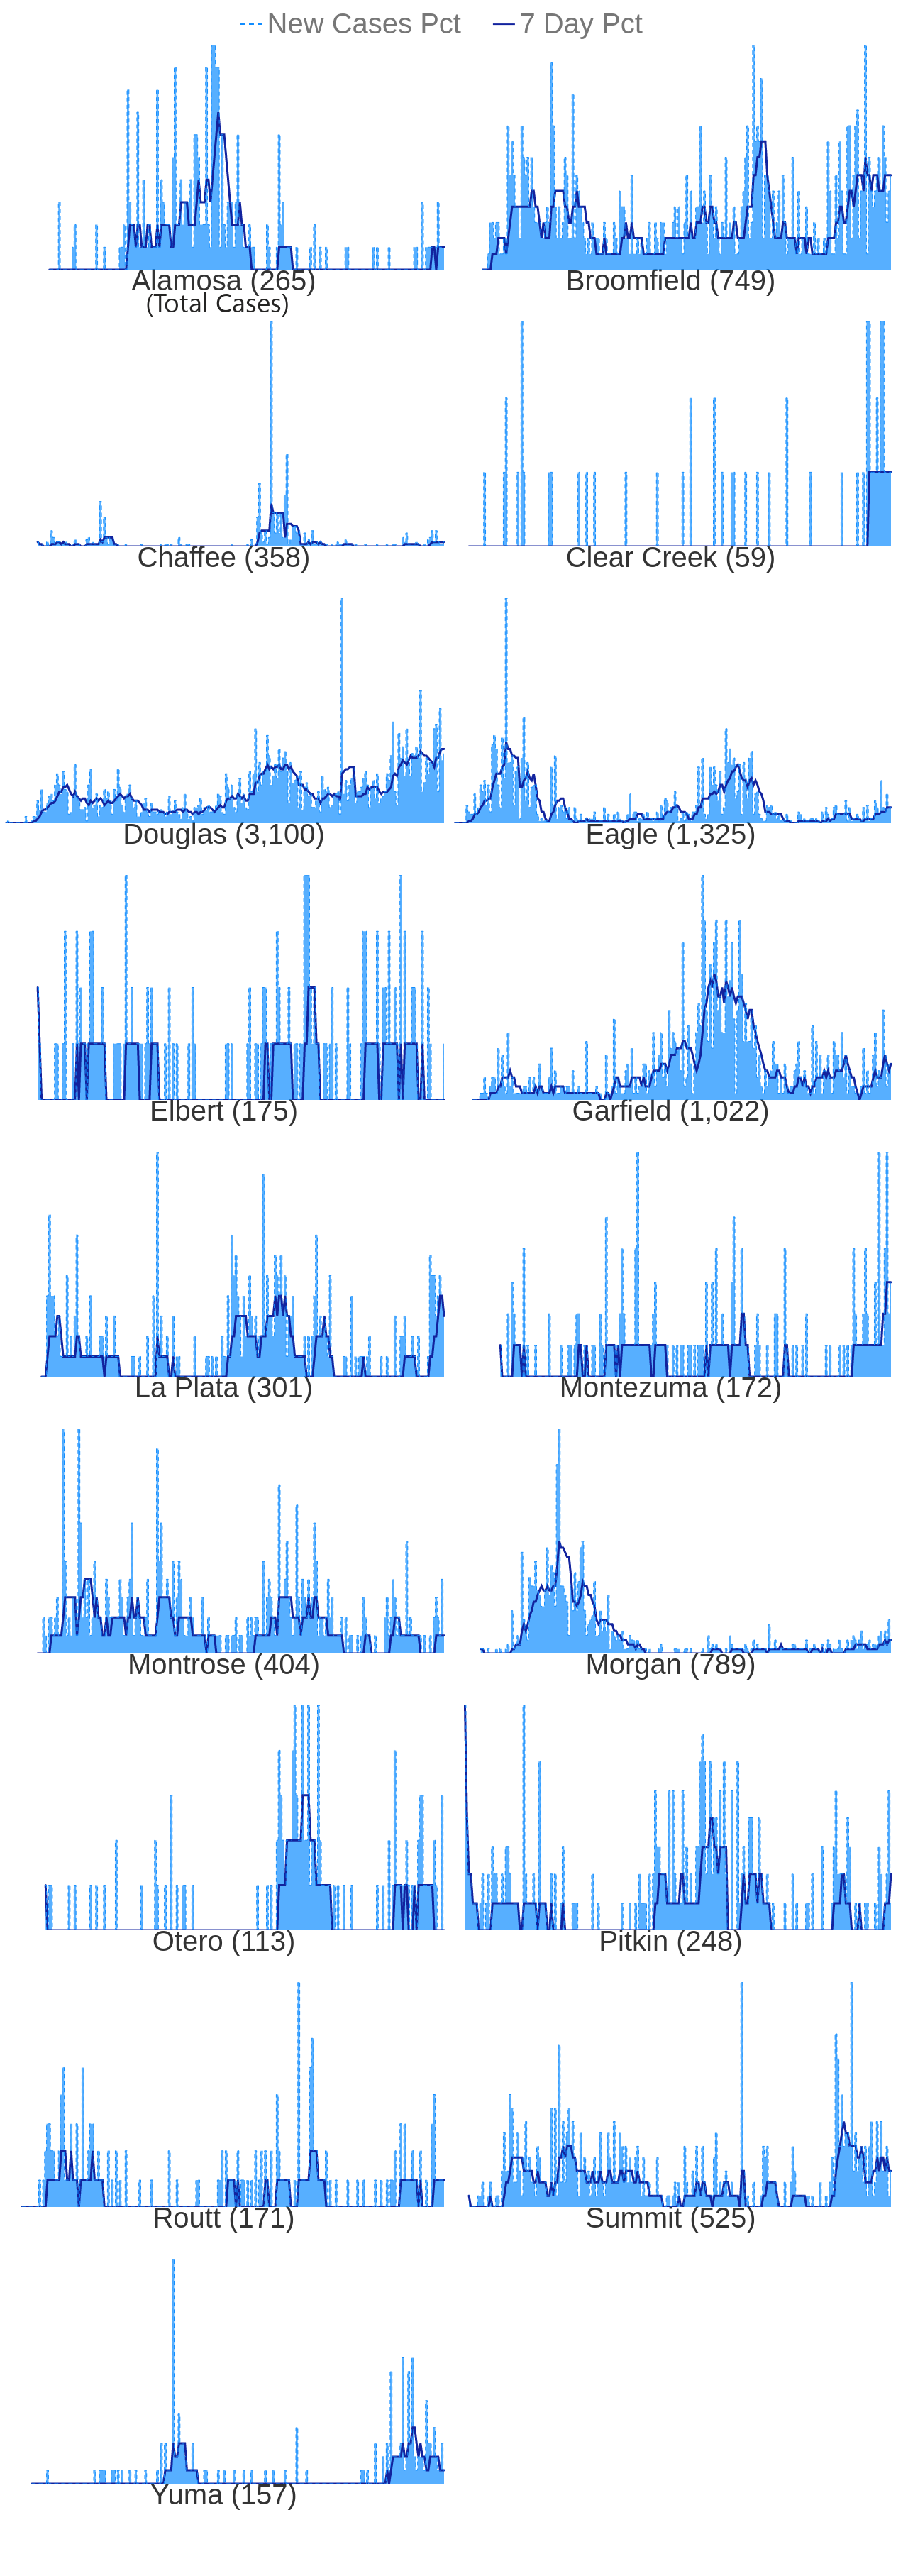 New Cases Pct 7 Day Pct
Alamosa (265) Broomfield (749)
(Total Cases)
Chaffee (358) Clear Creek (59)
Douglas (3,100) Eagle (1,325)
Elbert (175) Garfield (1,022)
La Plata (301) Montezuma (172)
Montrose (404) Morgan (789)
Otero (113) Pitkin (248)
Routt (171) Summit (525)
Yuma (157)